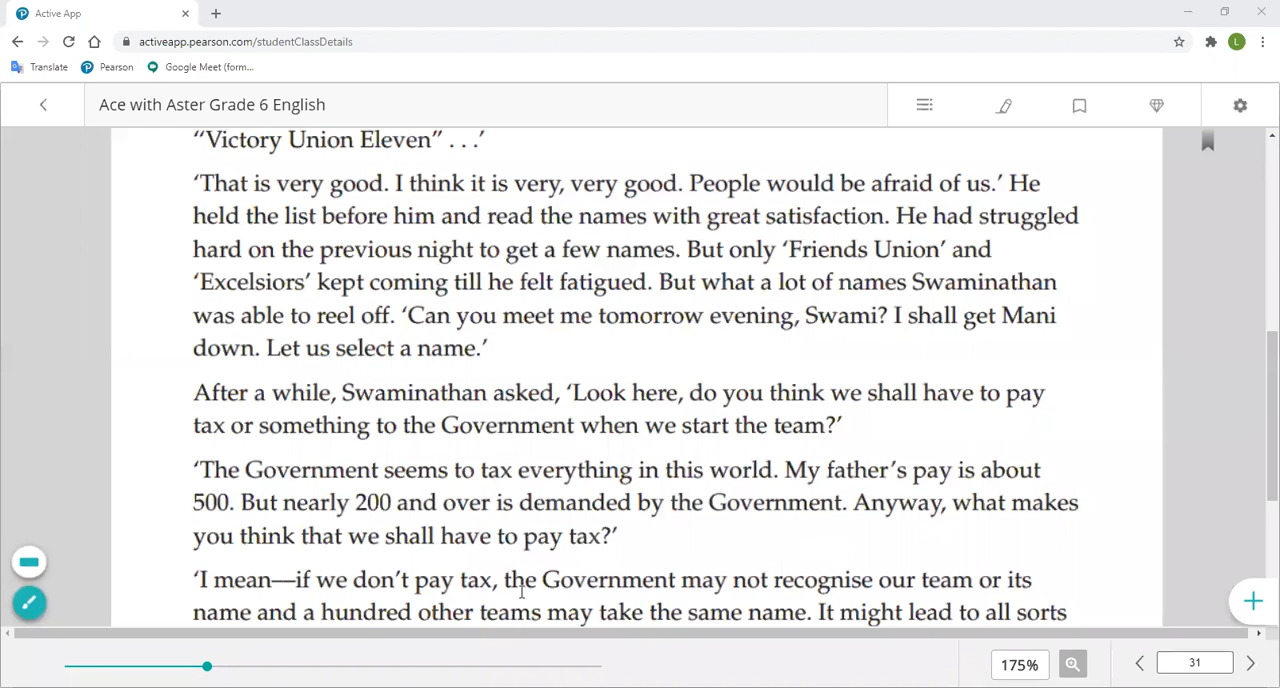 Active App
activeapp.pearson.com/studentClassDetails
L
Translate
Pearson
Google Meet (form...
Ace with Aster Grade 6 English
“Victory Union Eleven” . . .’
‘That is very good. I think it is very, very good. People would be afraid of us.’ He
held the list before him and read the names with great satisfaction. He had struggled
hard on the previous night to get a few names. But only ‘Friends Union’ and
‘Excelsiors’ kept coming till he felt fatigued. But what a lot of names Swaminathan
was able to reel off. ‘Can you meet me tomorrow evening, Swami? I shall get Mani
down. Let us select a name.’
After a while, Swaminathan asked, ‘Look here, do you think we shall have to pay
tax or something to the Government when we start the team?’
‘The Government seems to tax everything in this world. My father’s pay is about
500. But nearly 200 and over is demanded by the Government. Anyway, what makes
you think that we shall have to pay tax?’
‘I mean—if we don’t pay tax, the Government may not recognise our team or its
name and a hundred other teams may take the same name. It might lead to all sorts
175%
31